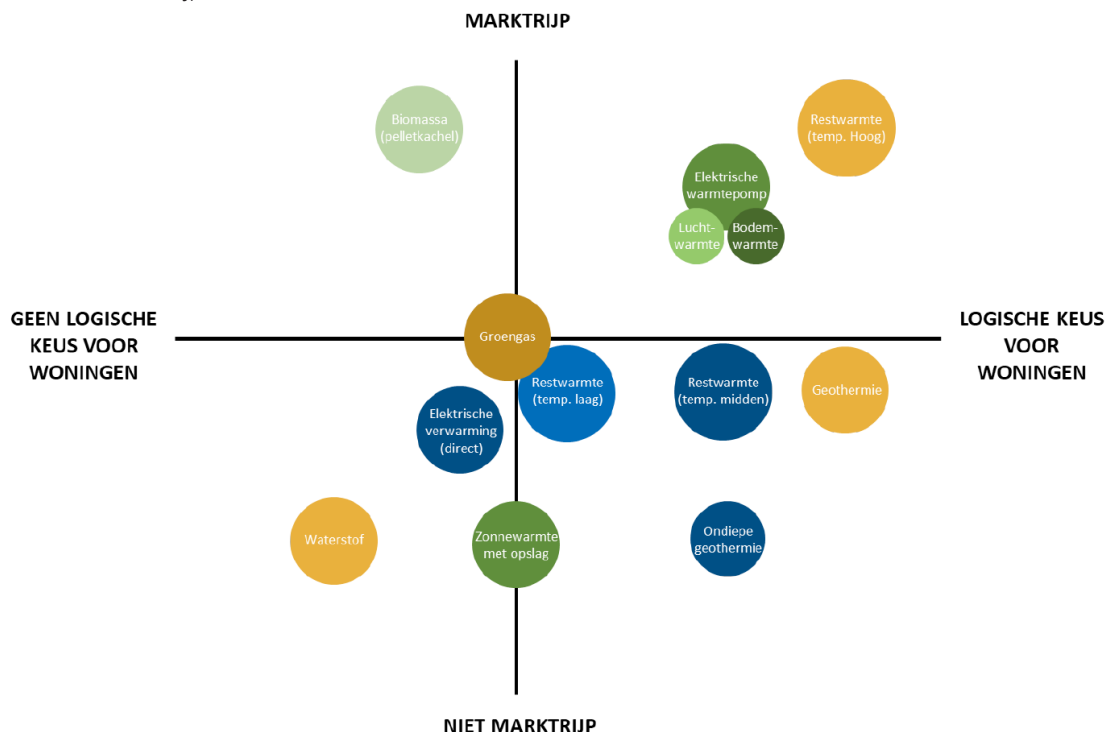 MARKTRIJP
Biomassa
(pelletkachel)
Restwarmte
(temp. Hoog)
Elektrische
warmtepomp
Lucht-
warmte
Bodem-
warmte
GEEN LOGISCHE
KEUS VOOR
WONINGEN
LOGISCHE KEUS
VOOR
WONINGEN
Groengas
Restwarmte
(temp. laag)
Restwarmte
(temp. midden)
Geothermie
Elektrische
verwarming
(direct)
Waterstof
Zonnewarmte
met opslag
Ondiepe
geothermie
NIET MARKTRIJP